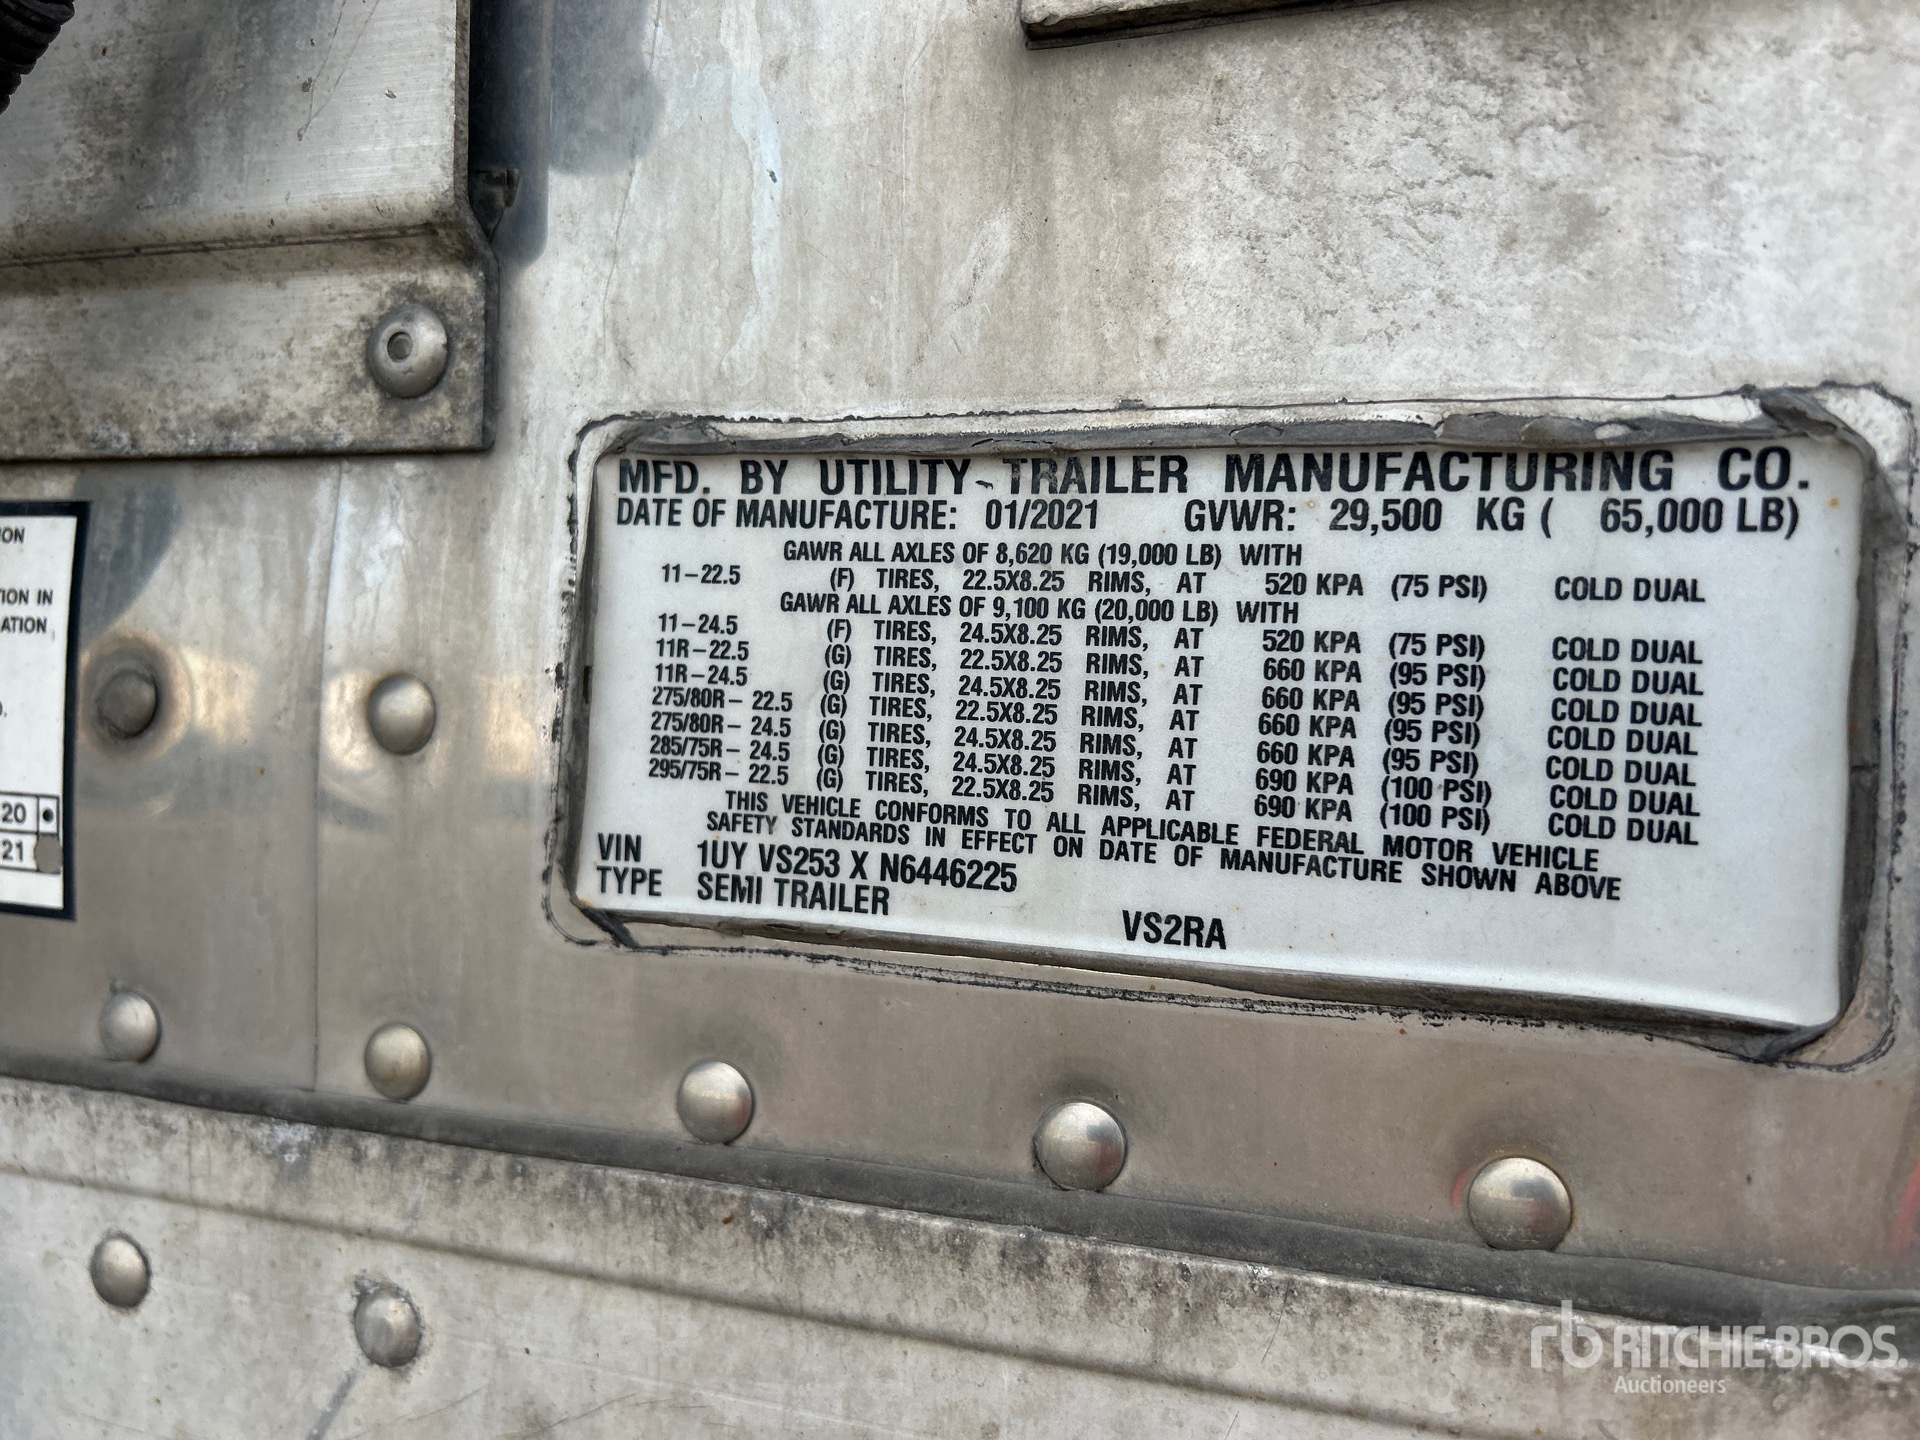 MFD. BY UTILITY TRAILER MANUFACTURING CO.
DATE OF MANUFACTURE: 01/2021 GVWR: 29,500 KG ( 65,000 LB)
GAWR ALL AXLES OF 8,620 KG (19,000 LB) WITH
11-22.5 (F) TIRES, 22.5X8.25 RIMS, AT 520 KPA (75 PSI) COLD DUAL
GAWR ALL AXLES OF 9,100 KG (20,000 LB) WITH
11-24.5 (F) TIRES, 24.5X8.25 RIMS, AT 520 KPA (75 PSI) COLD DUAL
11R-22.5 (G) TIRES, 22.5X8.25 RIMS, AT 660 KPA (95 PSI) COLD DUAL
11R-24.5 (G) TIRES, 24.5X8.25 RIMS, AT 660 KPA (95 PSI) COLD DUAL
275/80R- 22.5 (G) TIRES, 22.5X8.25 RIMS, AT 660 KPA (95 PSI) COLD DUAL
275/80R- 24.5 (G) TIRES, 24.5X8.25 RIMS, AT 660 KPA (95 PSI) COLD DUAL
285/75R- 24.5 (G) TIRES, 24.5X8.25 RIMS, AT 690 KPA (100 PSI) COLD DUAL
295/75R- 22.5 (G) TIRES, 22.5X8.25 RIMS, AT 690 KPA (100 PSI) COLD DUAL
THIS VEHICLE CONFORMS TO ALL APPLICABLE FEDERAL MOTOR VEHICLE
SAFETY STANDARDS IN EFFECT ON DATE OF MANUFACTURE SHOWN ABOVE
VIN 1UY VS253 X N6446225
TYPE SEMI TRAILER
VS2RA
ION IN
20
21
rb RITCHIE BROS.
Auctioneers